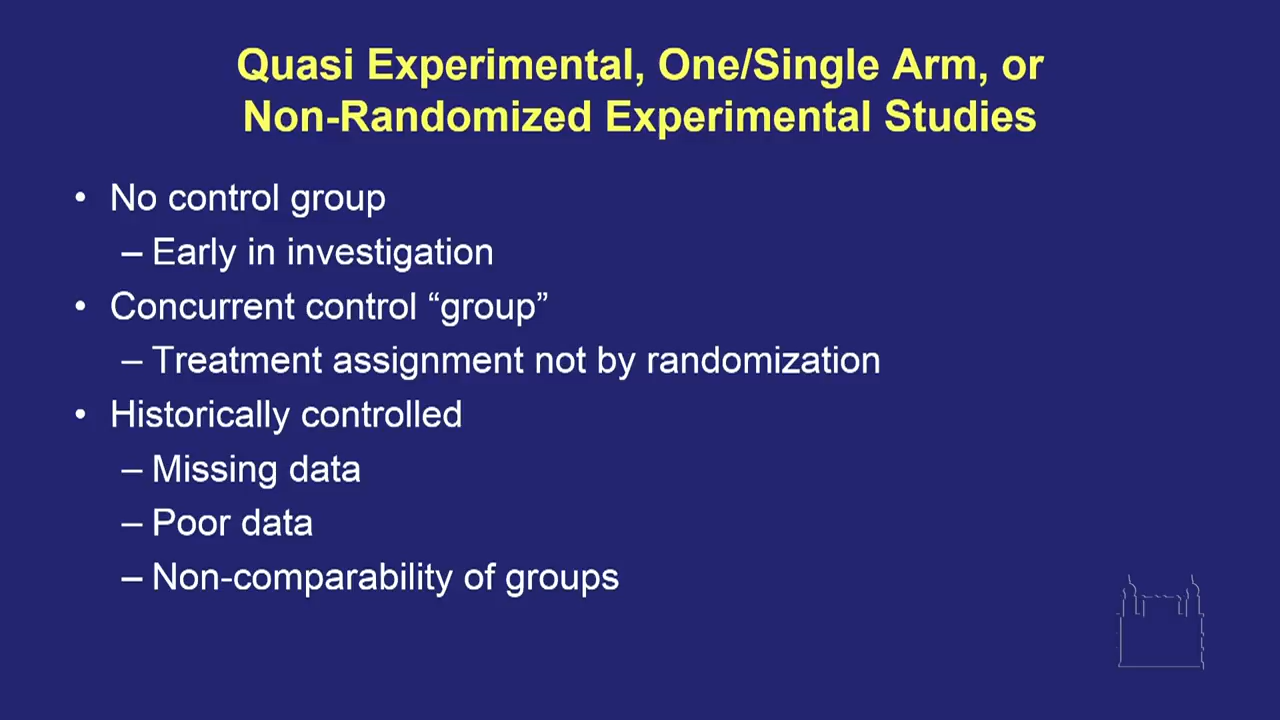 Quasi Experimental, One/Single Arm, or
Non-Randomized Experimental Studies
• No control group
– Early in investigation
• Concurrent control “group”
– Treatment assignment not by randomization
• Historically controlled
– Missing data
– Poor data
– Non-comparability of groups